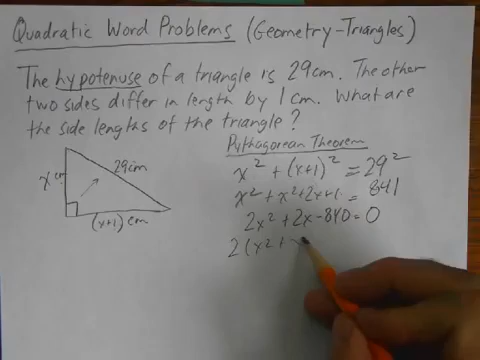 Quadratic Word Problems (Geometry-Triangles)
The hypotenuse of a triangle is 29cm. The other
two sides differ in length by 1 cm. What are
the side lengths of the triangle?
Pythagorean Theorem
x cm
29cm
(x+1) cm
x² + (x+1)² = 29²
x² + x² + 2x + 1 = 841
2x² + 2x - 840 = 0
2(x² + x